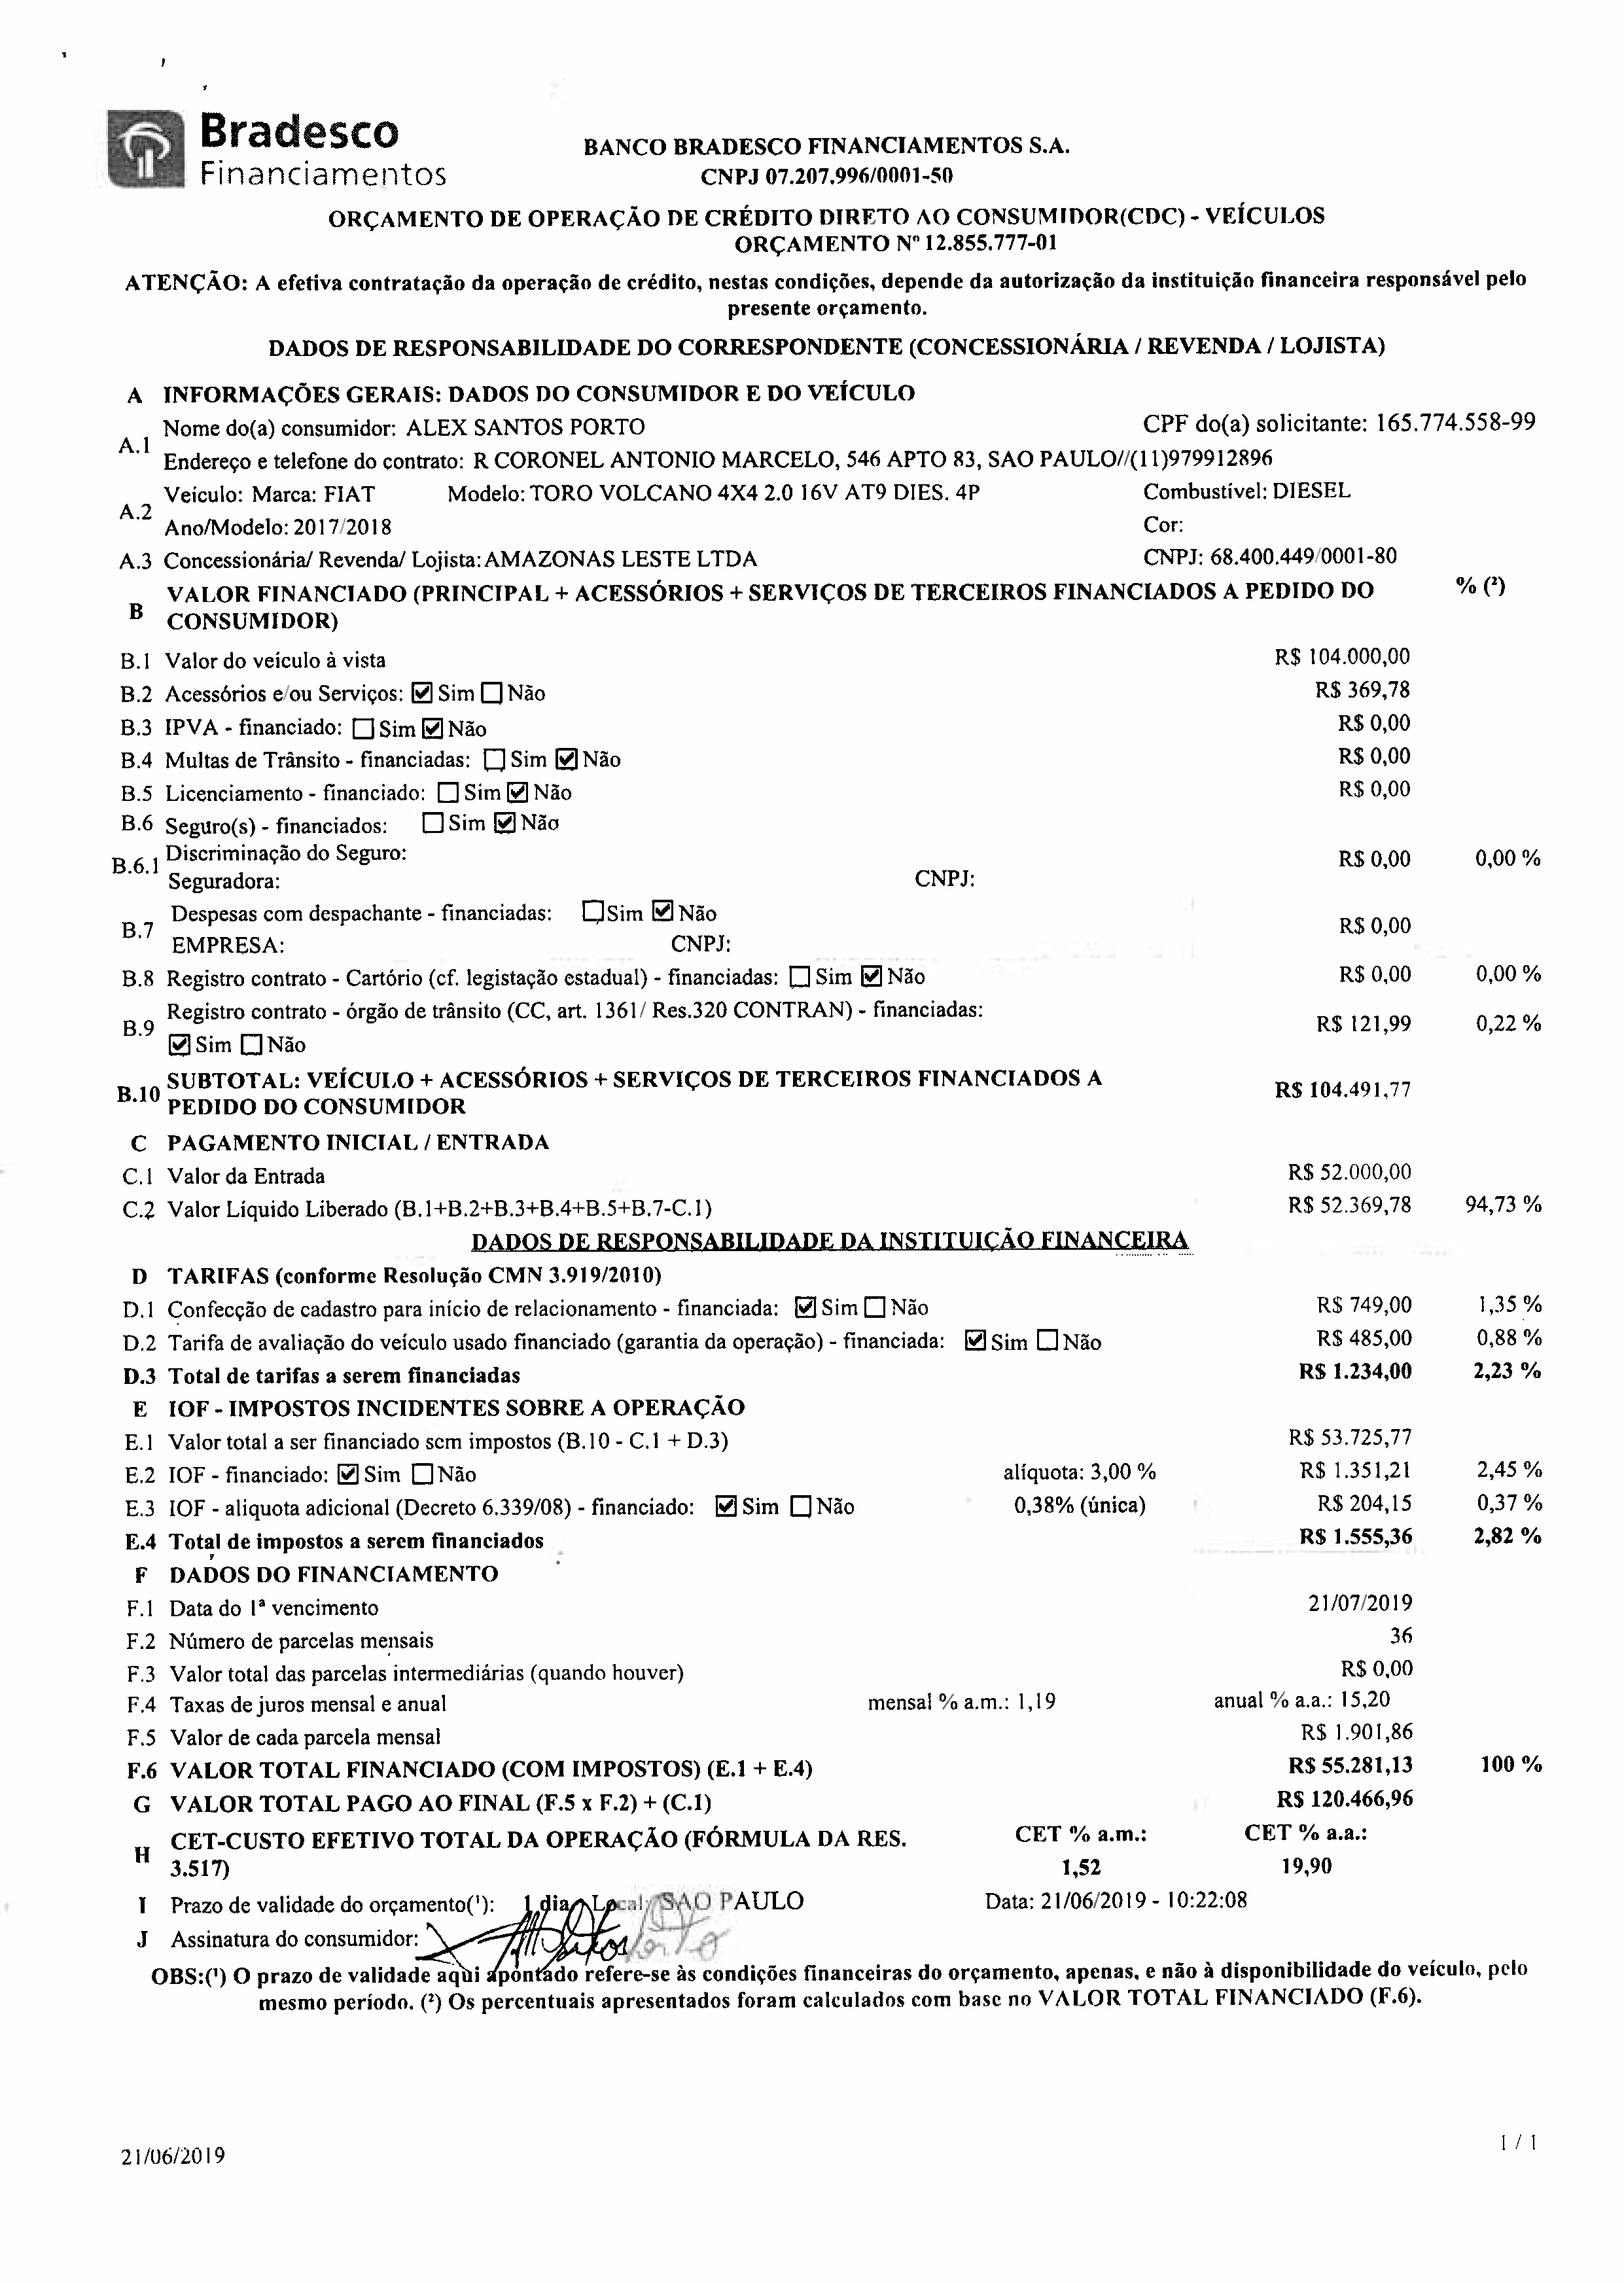 Bradesco
Financiamentos
BANCO BRADESCO FINANCIAMENTOS S.A.
CNPJ 07.207.996/0001-50
ORÇAMENTO DE OPERAÇÃO DE CRÉDITO DIRETO AO CONSUMIDOR(CDC) - VEÍCULOS
ORÇAMENTO Nº 12.855.777-01
ATENÇÃO: A efetiva contratação da operação de crédito, nestas condições, depende da autorização da instituição financeira responsável pelo
presente orçamento.
DADOS DE RESPONSABILIDADE DO CORRESPONDENTE (CONCESSIONÁRIA / REVENDA / LOJISTA)
A INFORMAÇÕES GERAIS: DADOS DO CONSUMIDOR E DO VEÍCULO
A.1 Nome do(a) consumidor: ALEX SANTOS PORTO CPF do(a) solicitante: 165.774.558-99
Endereço e telefone do contrato: R CORONEL ANTONIO MARCELO, 546 APTO 83, SAO PAULO//(11)979912896
A.2 Veículo: Marca: FIAT Modelo: TORO VOLCANO 4X4 2.0 16V AT9 DIES. 4P Combustível: DIESEL
Ano/Modelo: 2017/2018 Cor:
A.3 Concessionária/ Revenda/ Lojista: AMAZONAS LESTE LTDA CNPJ: 68.400.449/0001-80
B VALOR FINANCIADO (PRINCIPAL + ACESSÓRIOS + SERVIÇOS DE TERCEIROS FINANCIADOS A PEDIDO DO % (²)
CONSUMIDOR)
B.1 Valor do veículo à vista R$ 104.000,00
B.2 Acessórios e/ou Serviços: ☑ Sim ☐ Não R$ 369,78
B.3 IPVA - financiado: ☐ Sim ☑ Não R$ 0,00
B.4 Multas de Trânsito - financiadas: ☐ Sim ☑ Não R$ 0,00
B.5 Licenciamento - financiado: ☐ Sim ☑ Não R$ 0,00
B.6 Seguro(s) - financiados: ☐ Sim ☑ Não
B.6.1 Discriminação do Seguro: R$ 0,00 0,00 %
Seguradora: CNPJ:
B.7 Despesas com despachante - financiadas: ☐ Sim ☑ Não R$ 0,00
EMPRESA: CNPJ:
B.8 Registro contrato - Cartório (cf. legistação estadual) - financiadas: ☐ Sim ☑ Não R$ 0,00 0,00 %
B.9 Registro contrato - órgão de trânsito (CC, art. 1361/ Res.320 CONTRAN) - financiadas: R$ 121,99 0,22 %
☑ Sim ☐ Não
B.10 SUBTOTAL: VEÍCULO + ACESSÓRIOS + SERVIÇOS DE TERCEIROS FINANCIADOS A R$ 104.491,77
PEDIDO DO CONSUMIDOR
C PAGAMENTO INICIAL / ENTRADA
C.1 Valor da Entrada R$ 52.000,00
C.2 Valor Líquido Liberado (B.1+B.2+B.3+B.4+B.5+B.7-C.1) R$ 52.369,78 94,73 %
DADOS DE RESPONSABILIDADE DA INSTITUIÇÃO FINANCEIRA
D TARIFAS (conforme Resolução CMN 3.919/2010)
D.1 Confecção de cadastro para início de relacionamento - financiada: ☑ Sim ☐ Não R$ 749,00 1,35 %
D.2 Tarifa de avaliação do veículo usado financiado (garantia da operação) - financiada: ☑ Sim ☐ Não R$ 485,00 0,88 %
D.3 Total de tarifas a serem financiadas R$ 1.234,00 2,23 %
E IOF - IMPOSTOS INCIDENTES SOBRE A OPERAÇÃO
E.1 Valor total a ser financiado sem impostos (B.10 - C.1 + D.3) R$ 53.725,77
E.2 IOF - financiado: ☑ Sim ☐ Não alíquota: 3,00 % R$ 1.351,21 2,45 %
E.3 IOF - aliquota adicional (Decreto 6.339/08) - financiado: ☑ Sim ☐ Não 0,38% (única) R$ 204,15 0,37 %
E.4 Total de impostos a serem financiados R$ 1.555,36 2,82 %
F DADOS DO FINANCIAMENTO
F.1 Data do 1ª vencimento 21/07/2019
F.2 Número de parcelas mensais 36
F.3 Valor total das parcelas intermediárias (quando houver) R$ 0,00
F.4 Taxas de juros mensal e anual mensal % a.m.: 1,19 anual % a.a.: 15,20
F.5 Valor de cada parcela mensal R$ 1.901,86
F.6 VALOR TOTAL FINANCIADO (COM IMPOSTOS) (E.1 + E.4) R$ 55.281,13 100 %
G VALOR TOTAL PAGO AO FINAL (F.5 x F.2) + (C.1) R$ 120.466,96
H CET-CUSTO EFETIVO TOTAL DA OPERAÇÃO (FÓRMULA DA RES. CET % a.m.: CET % a.a.:
3.517) 1,52 19,90
I Prazo de validade do orçamento(¹): 1 dia Local: SAO PAULO Data: 21/06/2019 - 10:22:08
J Assinatura do consumidor:
OBS:(¹) O prazo de validade aqui apontado refere-se às condições financeiras do orçamento, apenas, e não à disponibilidade do veículo, pelo
mesmo período. (²) Os percentuais apresentados foram calculados com base no VALOR TOTAL FINANCIADO (F.6).
21/06/2019 1 / 1